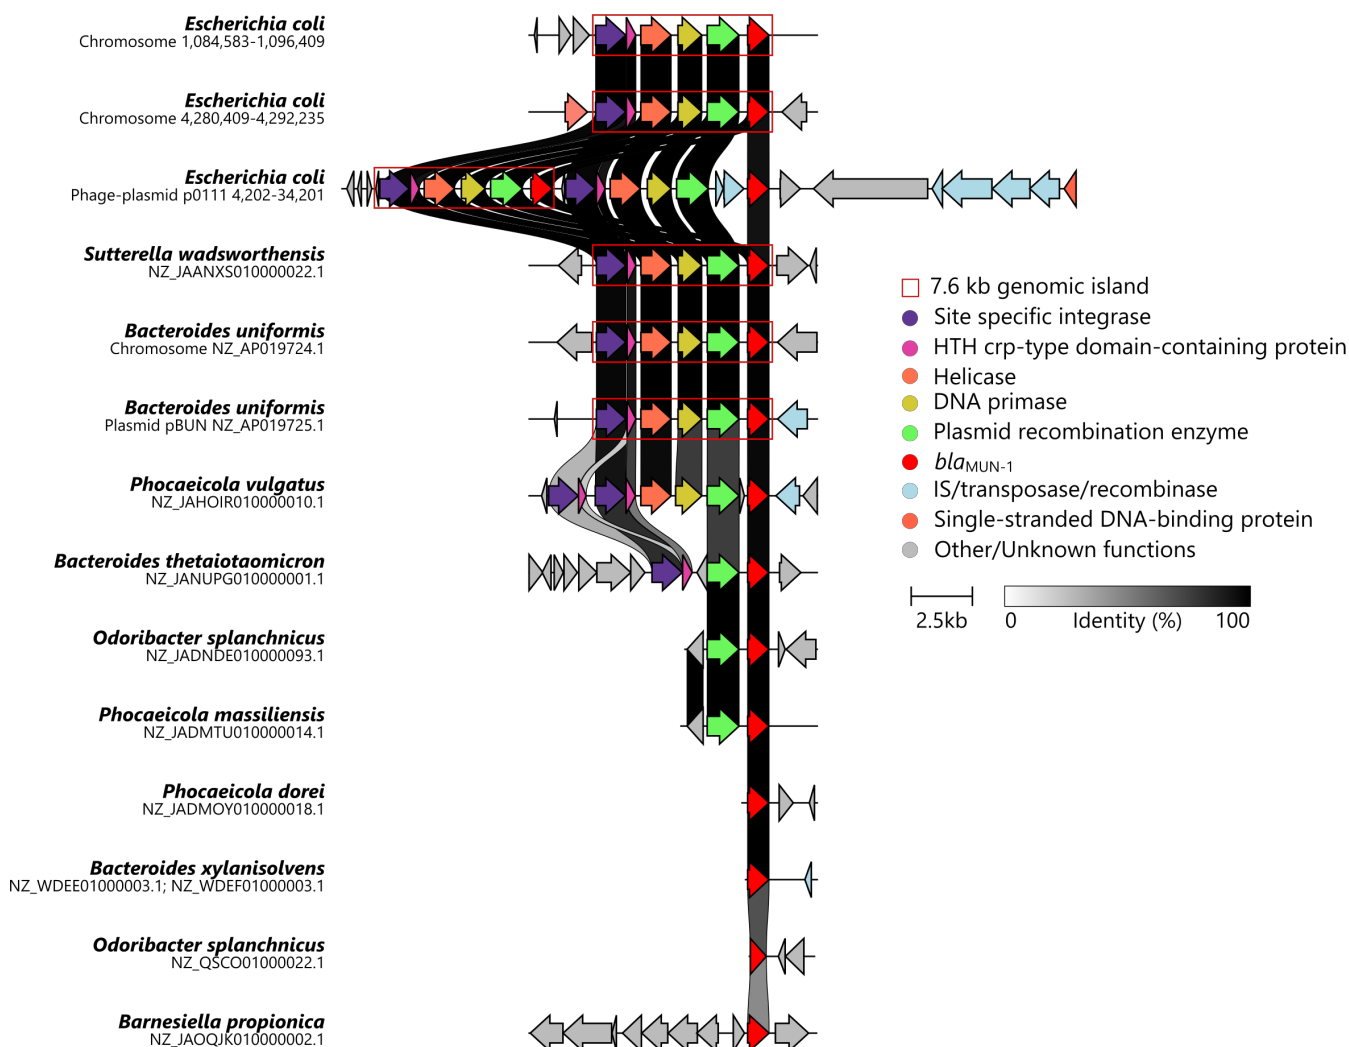 Escherichia coli
Chromosome 1,084,583-1,096,409
Escherichia coli
Chromosome 4,280,409-4,292,235
Escherichia coli
Phage-plasmid p0111 4,202-34,201
Sutterella wadsworthensis
NZ_JAANXS010000022.1
Bacteroides uniformis
Chromosome NZ_AP019724.1
Bacteroides uniformis
Plasmid pBUN NZ_AP019725.1
Phocaeicola vulgatus
NZ_JAHOIR010000010.1
Bacteroides thetaiotaomicron
NZ_JANUPG010000001.1
Odoribacter splanchnicus
NZ_JADNDE010000093.1
Phocaeicola massiliensis
NZ_JADMTU010000014.1
Phocaeicola dorei
NZ_JADMOY010000018.1
Bacteroides xylanisolvens
NZ_WDEE01000003.1; NZ_WDEF01000003.1
Odoribacter splanchnicus
NZ_QSCO01000022.1
Barnesiella propionica
NZ_JAOQJK010000002.1
7.6 kb genomic island
Site specific integrase
HTH crp-type domain-containing protein
Helicase
DNA primase
Plasmid recombination enzyme
blaMUN-1
IS/transposase/recombinase
Single-stranded DNA-binding protein
Other/Unknown functions
2.5kb
0 Identity (%) 100